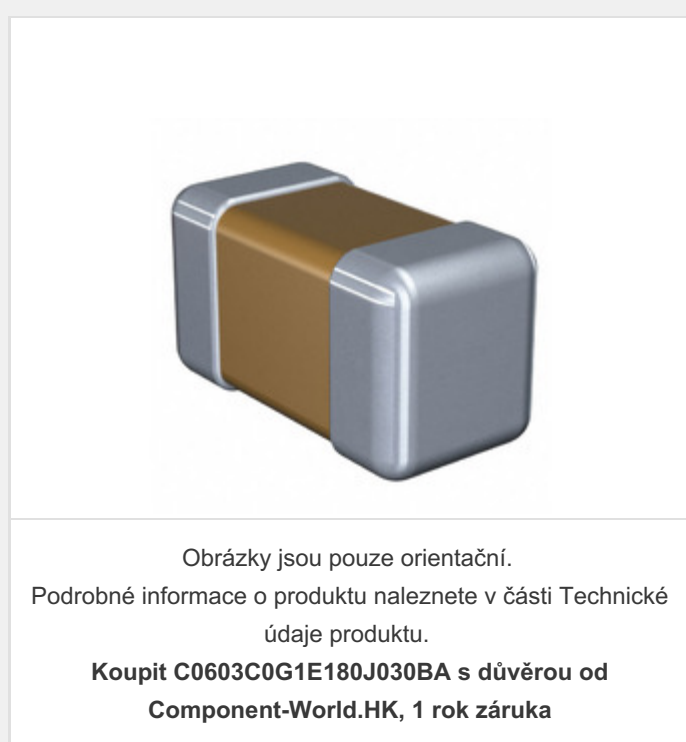 Obrázky jsou pouze orientační.
Podrobné informace o produktu naleznete v části Technické
údaje produktu.
Koupit C0603C0G1E180J030BA s důvěrou od
Component-World.HK, 1 rok záruka